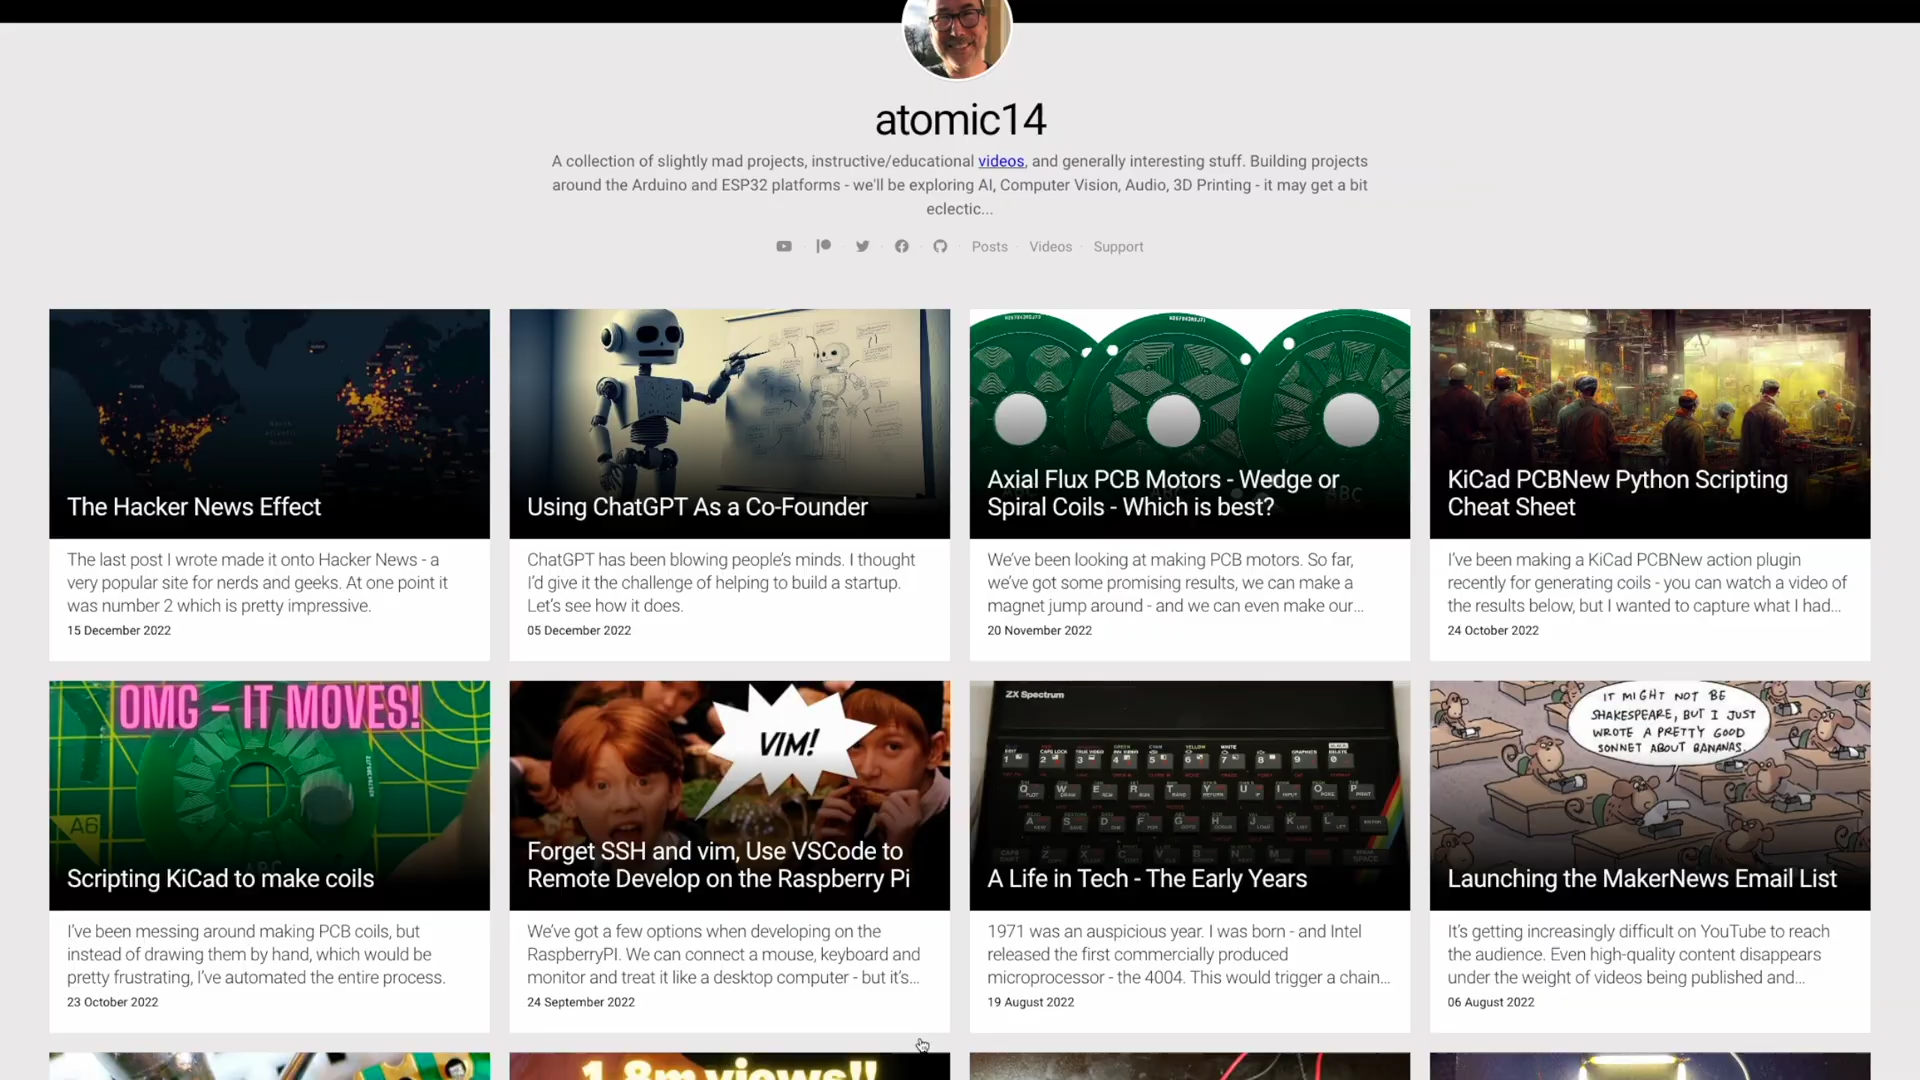 atomic14
A collection of slightly mad projects, instructive/educational videos, and generally interesting stuff. Building projects
around the Arduino and ESP32 platforms - we'll be exploring AI, Computer Vision, Audio, 3D Printing - it may get a bit
eclectic...
Posts · Videos · Support
The Hacker News Effect
The last post I wrote made it onto Hacker News - a
very popular site for nerds and geeks. At one point it
was number 2 which is pretty impressive.
15 December 2022
Using ChatGPT As a Co-Founder
ChatGPT has been blowing people's minds. I thought
I'd give it the challenge of helping to build a startup.
Let's see how it does.
05 December 2022
Axial Flux PCB Motors - Wedge or
Spiral Coils - Which is best?
We've been looking at making PCB motors. So far,
we've got some promising results, we can make a
magnet jump around - and we can even make our...
20 November 2022
KiCad PCBNew Python Scripting
Cheat Sheet
I've been making a KiCad PCBNew action plugin
recently for generating coils - you can watch a video of
the results below, but I wanted to capture what I had...
24 October 2022
OMG - IT MOVES!
A6
Scripting KiCad to make coils
I've been messing around making PCB coils, but
instead of drawing them by hand, which would be
pretty frustrating, I've automated the entire process.
23 October 2022
VIM!
Forget SSH and vim, Use VSCode to
Remote Develop on the Raspberry Pi
We've got a few options when developing on the
RaspberryPI. We can connect a mouse, keyboard and
monitor and treat it like a desktop computer - but it's...
24 September 2022
ZX Spectrum
1 2 3 4 5 6 7 8 9 0
Q W E R T Y U I O P
A S D F G H J K L
A Life in Tech - The Early Years
1971 was an auspicious year. I was born - and Intel
released the first commercially produced
microprocessor - the 4004. This would trigger a chain...
19 August 2022
IT MIGHT NOT BE
SHAKESPEARE, BUT I JUST
WROTE A PRETTY GOOD
SONNET ABOUT BANANAS.
Launching the MakerNews Email List
It's getting increasingly difficult on YouTube to reach
the audience. Even high-quality content disappears
under the weight of videos being published and...
06 August 2022
1.8m views!!